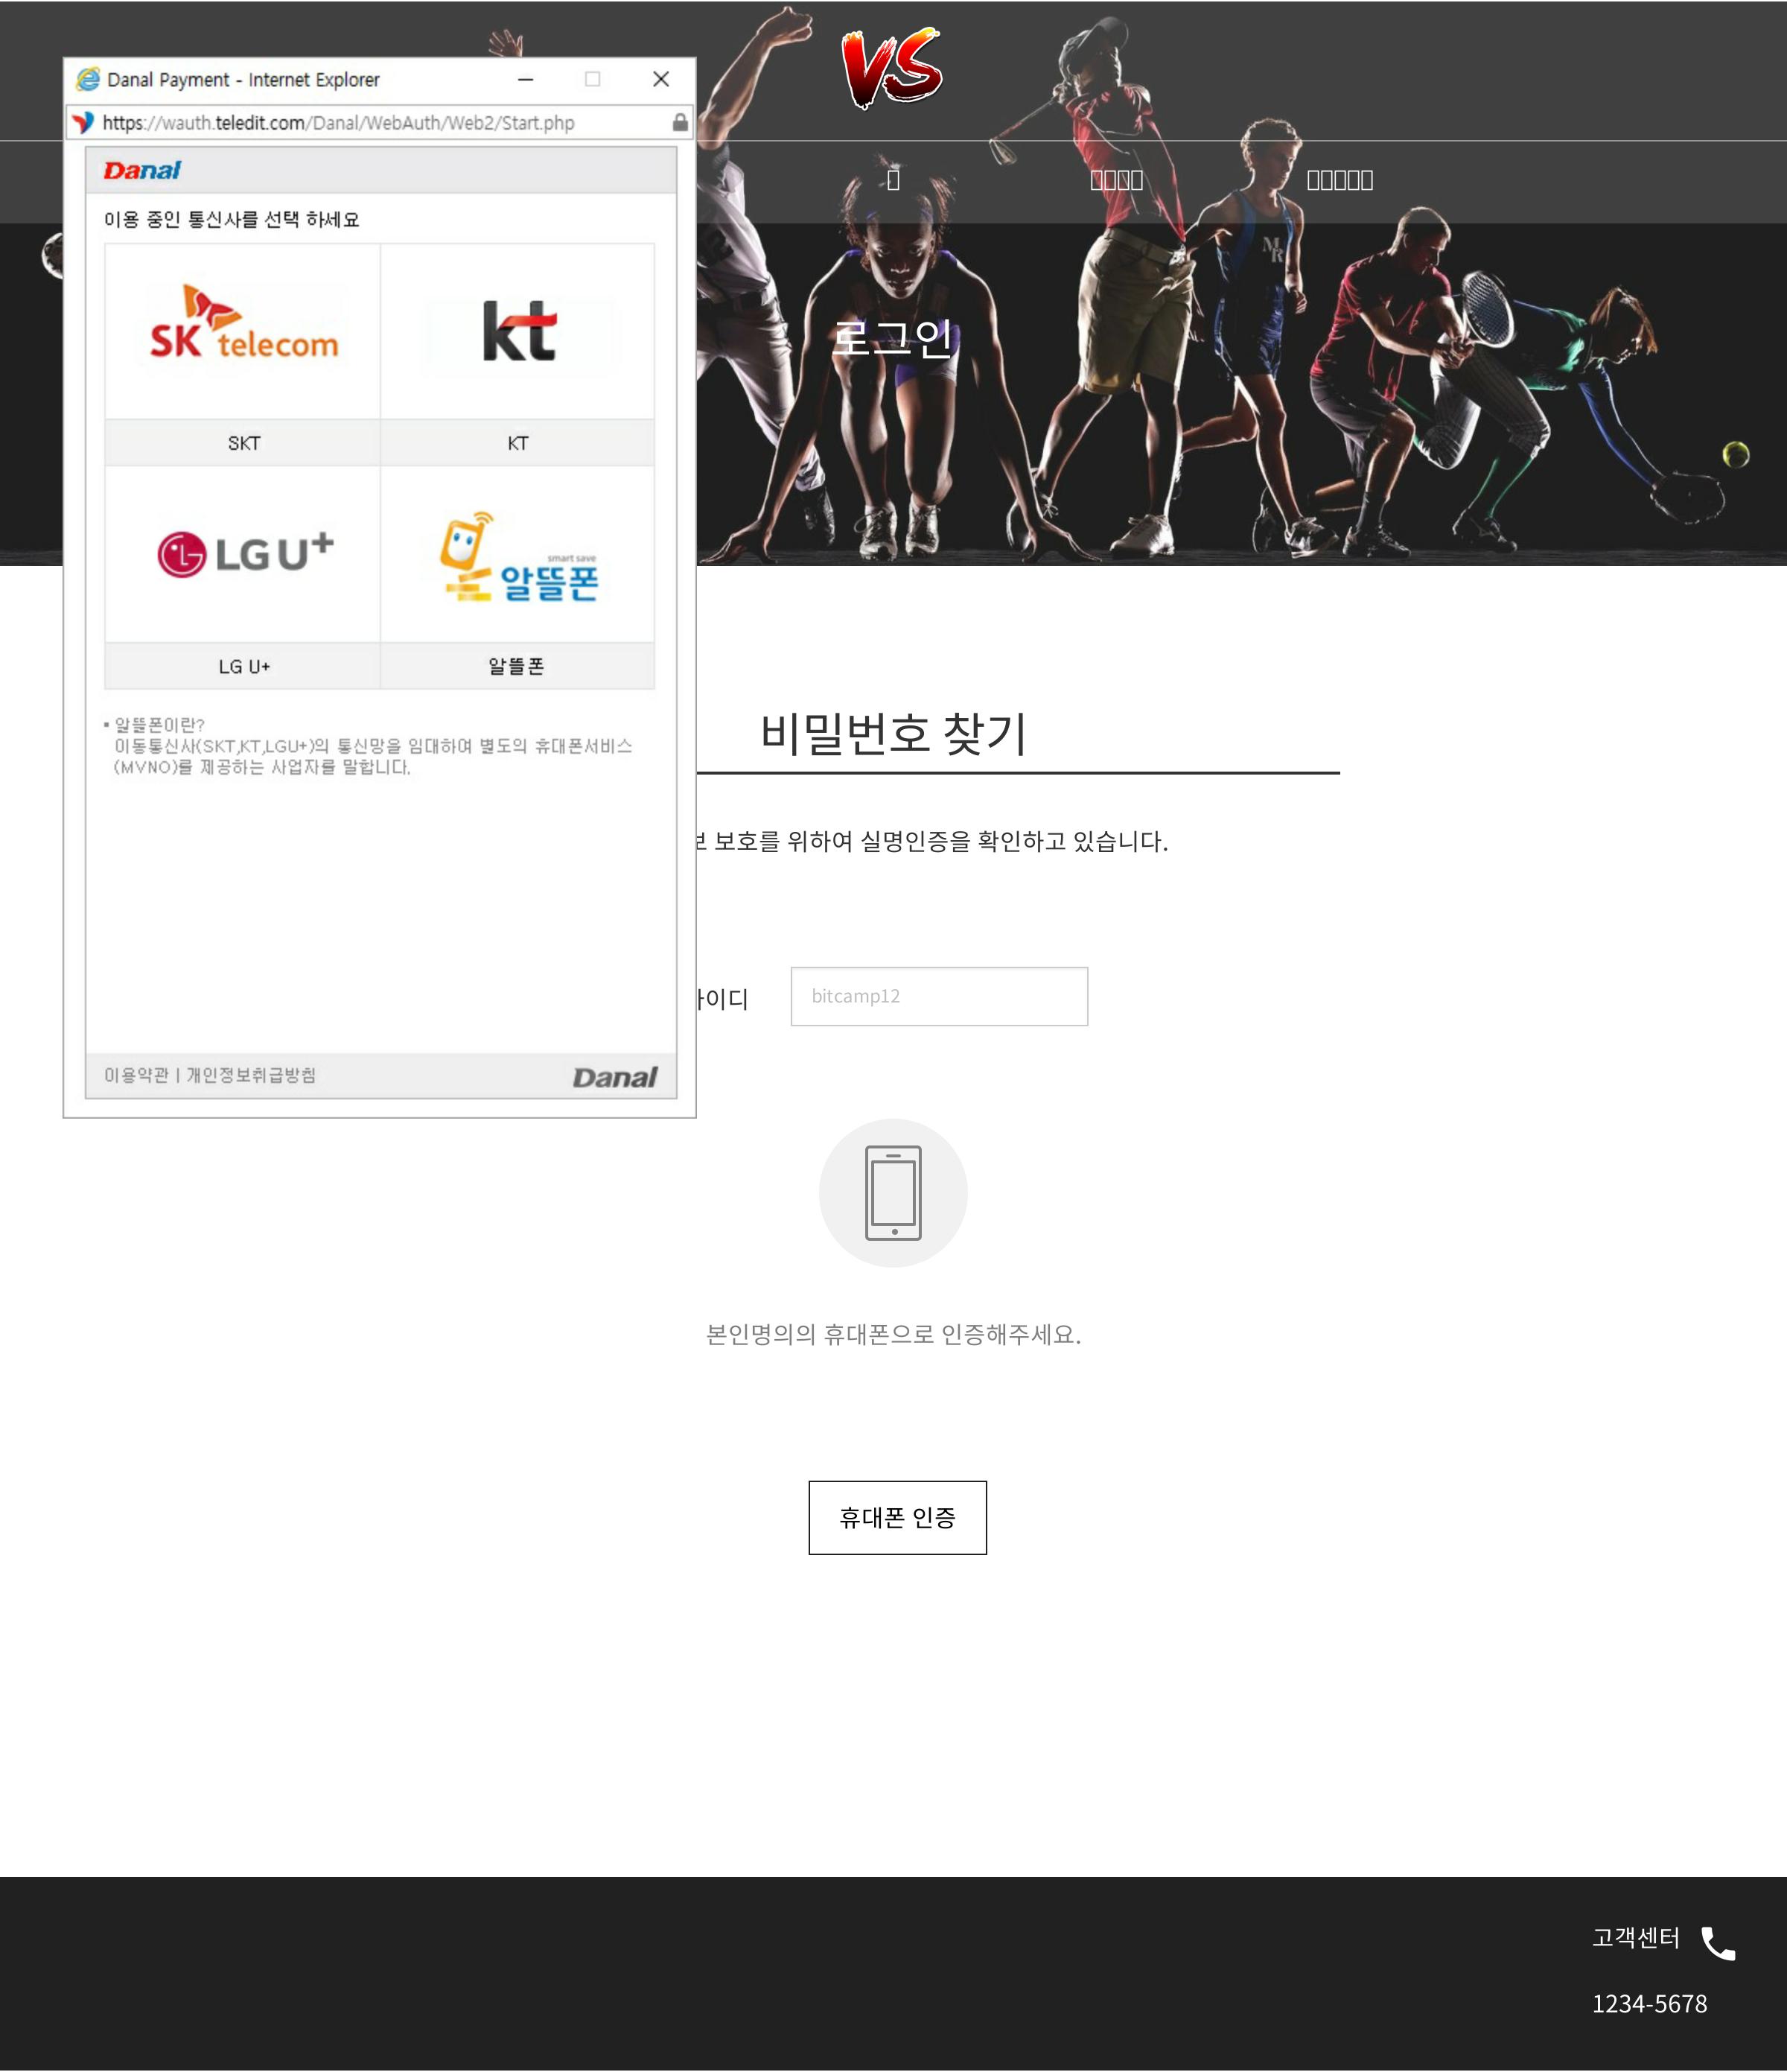 VS
Danal Payment - Internet Explorer
https://wauth.teledit.com/Danal/WebAuth/Web2/Start.php
Danal
이용 중인 통신사를 선택 하세요
SK telecom
kt
SKT
KT
LG U+
smart save
알뜰폰
LG U+
알뜰폰
▪ 알뜰폰이란?
이동통신사(SKT,KT,LGU+)의 통신망을 임대하여 별도의 휴대폰서비스
(MVNO)를 제공하는 사업자를 말합니다.
이용약관 | 개인정보취급방침
Danal
로그인
비밀번호 찾기
보호를 위하여 실명인증을 확인하고 있습니다.
이디
bitcamp12
본인명의의 휴대폰으로 인증해주세요.
휴대폰 인증
고객센터
1234-5678